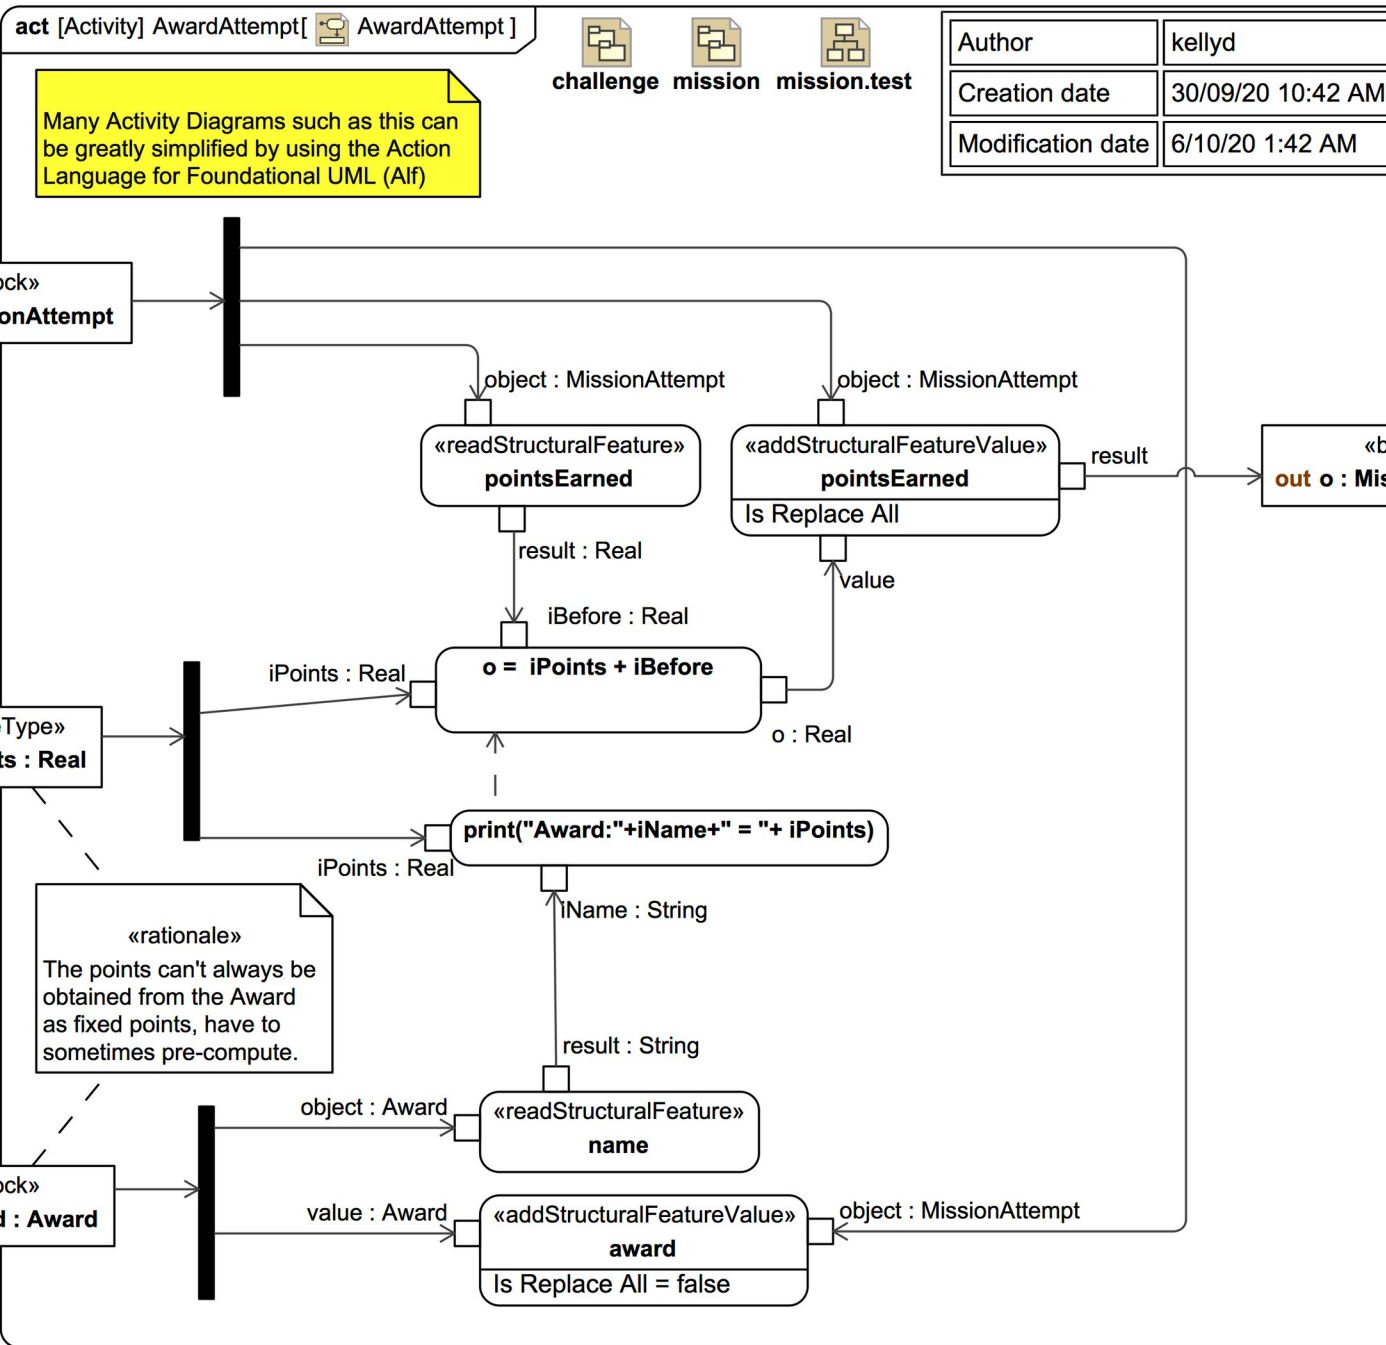 act [Activity] AwardAttempt[ AwardAttempt ]
challenge
mission
mission.test
Author kellyd
Creation date 30/09/20 10:42 AM
Modification date 6/10/20 1:42 AM
Many Activity Diagrams such as this can
be greatly simplified by using the Action
Language for Foundational UML (Alf)
ock»
onAttempt
object : MissionAttempt
object : MissionAttempt
«readStructuralFeature»
pointsEarned
«addStructuralFeatureValue»
pointsEarned
Is Replace All
result
«b
out o : Mis
result : Real
value
iBefore : Real
iPoints : Real
o = iPoints + iBefore
o : Real
eType»
ts : Real
print("Award:"+iName+" = "+ iPoints)
iPoints : Real
iName : String
«rationale»
The points can't always be
obtained from the Award
as fixed points, have to
sometimes pre-compute.
result : String
object : Award
«readStructuralFeature»
name
ock»
d : Award
value : Award
«addStructuralFeatureValue»
award
Is Replace All = false
object : MissionAttempt